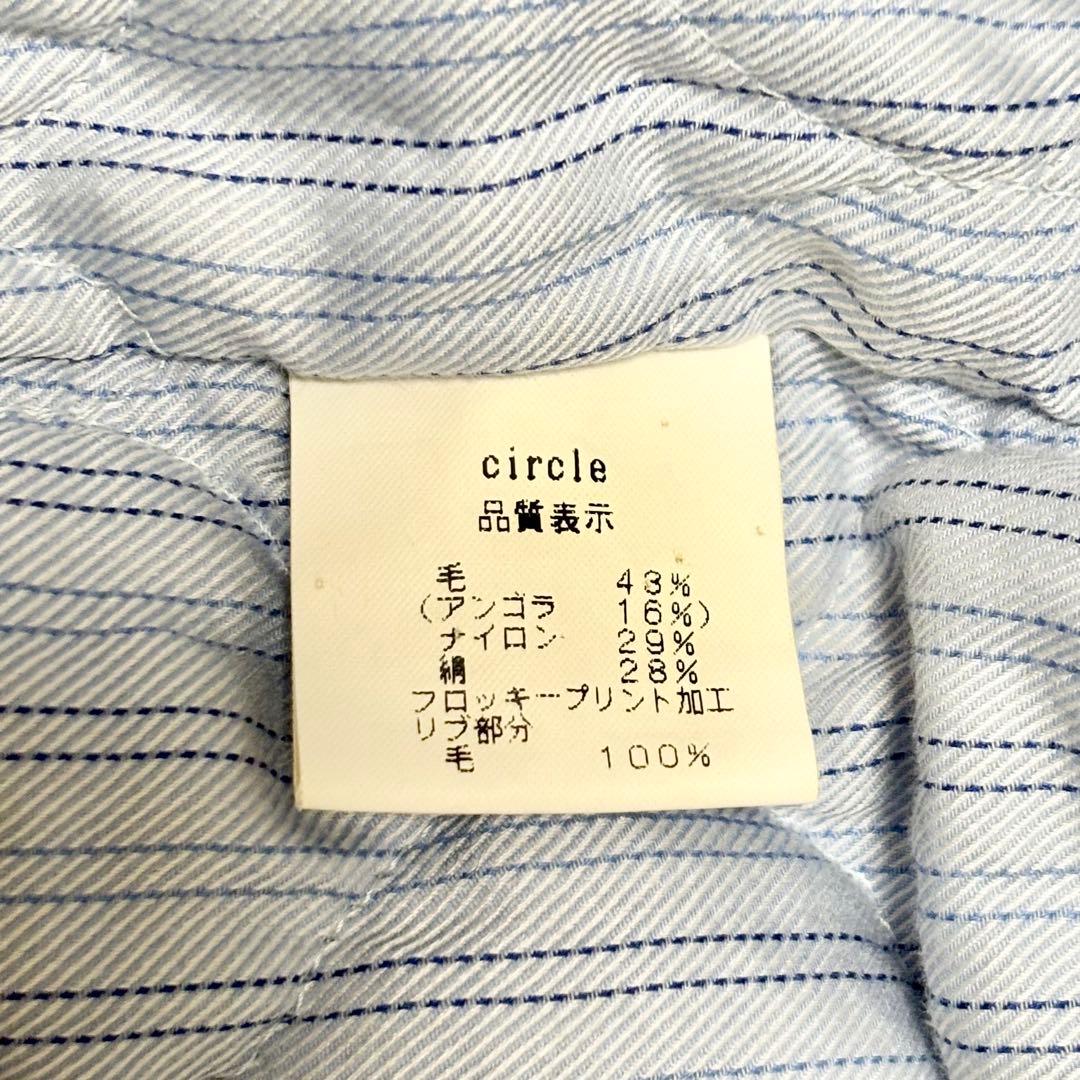 circle
品質表示
毛 43%
(アンゴラ 16%)
ナイロン 29%
絹 28%
フロッキープリント加工
リブ部分
毛 100%